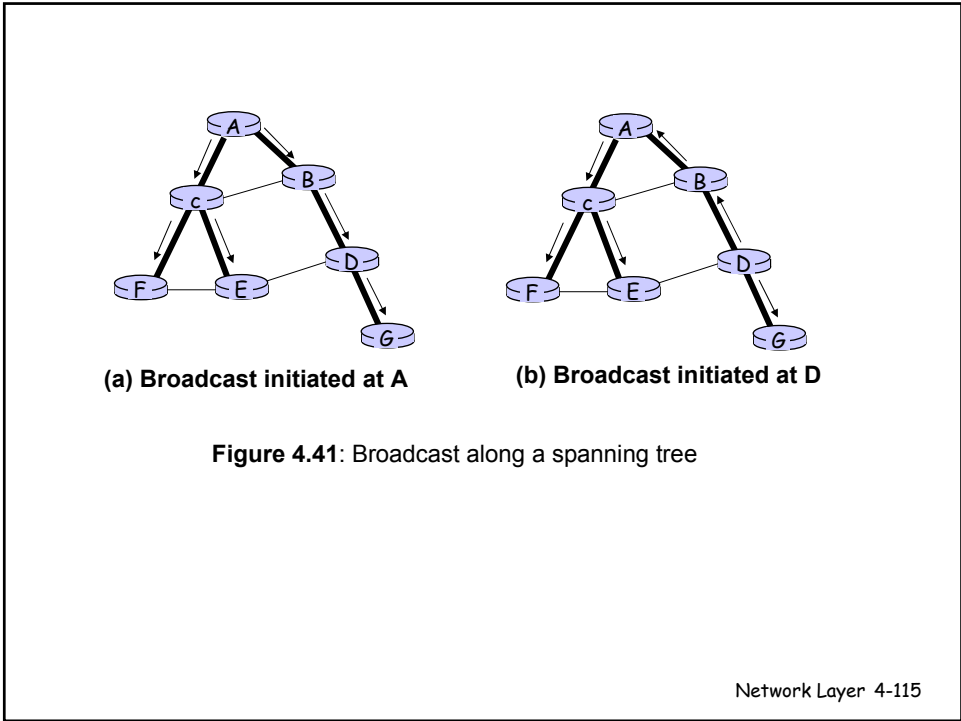 A
A
B
B
c
c
D
D
F
E
F
E
G
G
(a) Broadcast initiated at A
(b) Broadcast initiated at D
Figure 4.41: Broadcast along a spanning tree
Network Layer 4-115